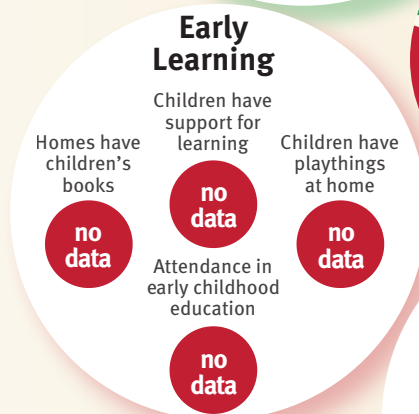 Early
Learning
Children have
support for
learning
no
data
Homes have
children's
books
no
data
Children have
playthings
at home
no
data
Attendance in
early childhood
education
no
data